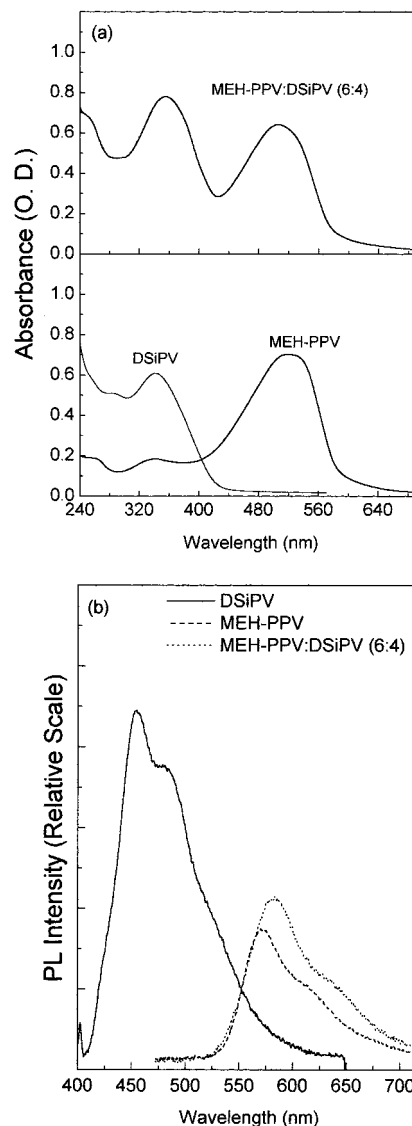 (a)
MEH-PPV:DSiPV (6:4)
1.0
0.8
0.6
0.4
0.2
0.0
Absorbance (O. D.)
DSiPV
MEH-PPV
1.0
0.8
0.6
0.4
0.2
0.0
240 320 400 480 560 640
Wavelength (nm)
(b)
DSiPV
MEH-PPV
MEH-PPV:DSiPV (6:4)
PL Intensity (Relative Scale)
400 450 500 550 600 650 700
Wavelength (nm)